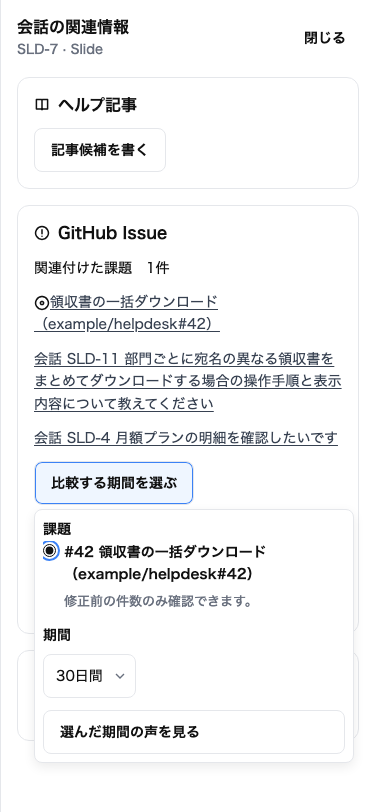 会話の関連情報
SLD-7 · Slide
閉じる
ヘルプ記事
記事候補を書く
GitHub Issue
関連付けた課題　1件
領収書の一括ダウンロード
（example/helpdesk#42）
会話 SLD-11 部門ごとに宛名の異なる領収書を
まとめてダウンロードする場合の操作手順と表示
内容について教えてください
会話 SLD-4 月額プランの明細を確認したいです
比較する期間を選ぶ
課題
#42 領収書の一括ダウンロード
（example/helpdesk#42）
修正前の件数のみ確認できます。
期間
30日間
選んだ期間の声を見る